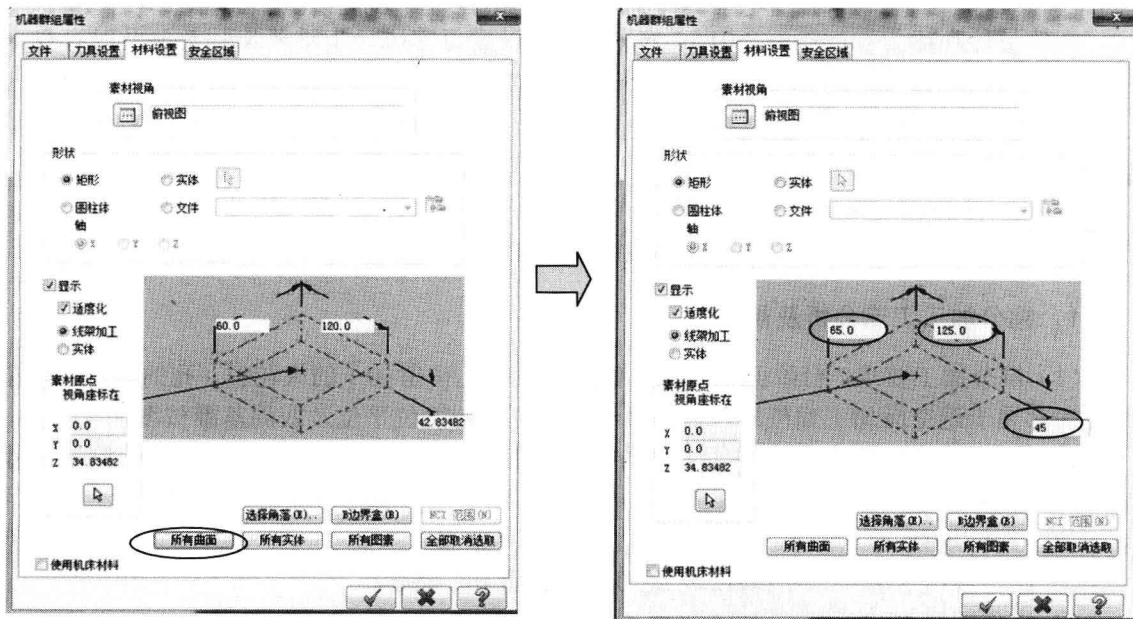 机器群组属性
文件 刀具设置 材料设置 安全区域
素材视角
俯视图
形状
矩形 实体
圆柱体 文件
轴
X Y Z
显示
适度化
线架加工
实体
60.0 120.0
42.83482
素材原点
视角座标在
X 0.0
Y 0.0
Z 34.83482
选择角落(E).. B边界盒(B) NCI 范围(N)
所有曲面 所有实体 所有图素 全部取消选取
使用机床材料
机器群组属性
文件 刀具设置 材料设置 安全区域
素材视角
俯视图
形状
矩形 实体
圆柱体 文件
轴
X Y Z
显示
适度化
线架加工
实体
65.0 125.0
45
素材原点
视角座标在
X 0.0
Y 0.0
Z 34.83482
选择角落(E).. B边界盒(B) NCI 范围(N)
所有曲面 所有实体 所有图素 全部取消选取
使用机床材料